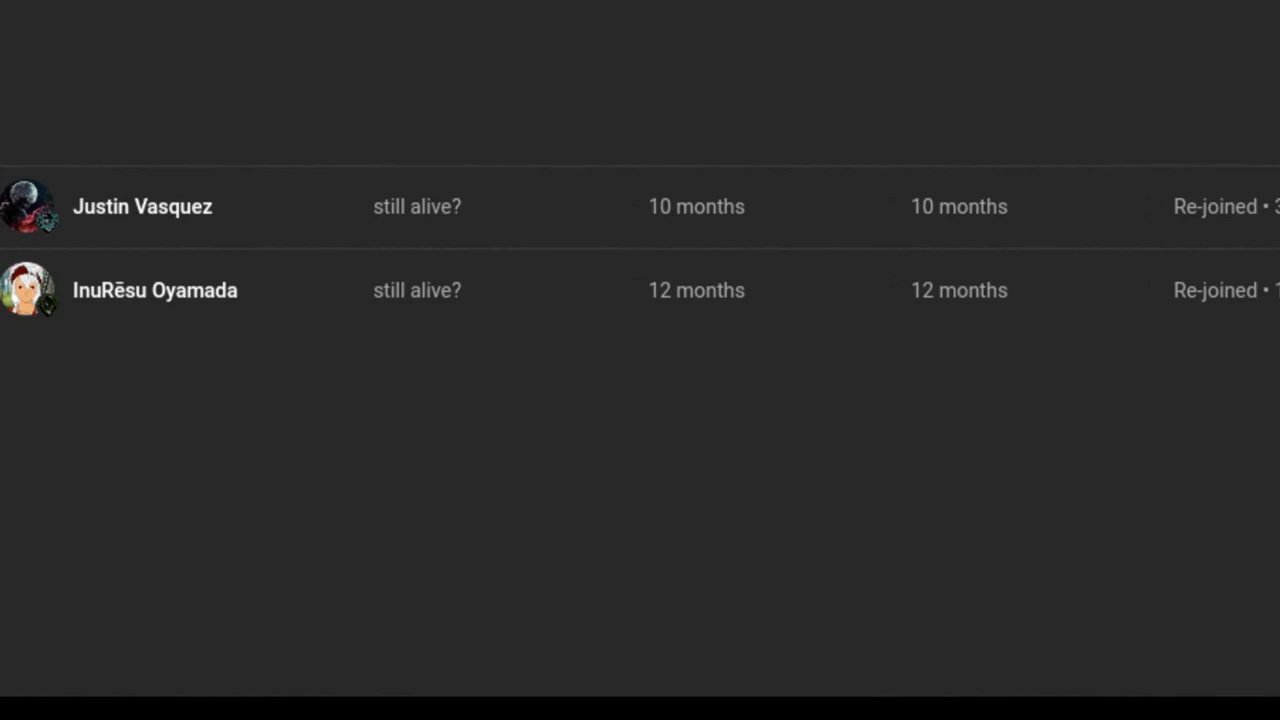 Justin Vasquez still alive? 10 months 10 months Re-joined •
InuRēsu Oyamada still alive? 12 months 12 months Re-joined •